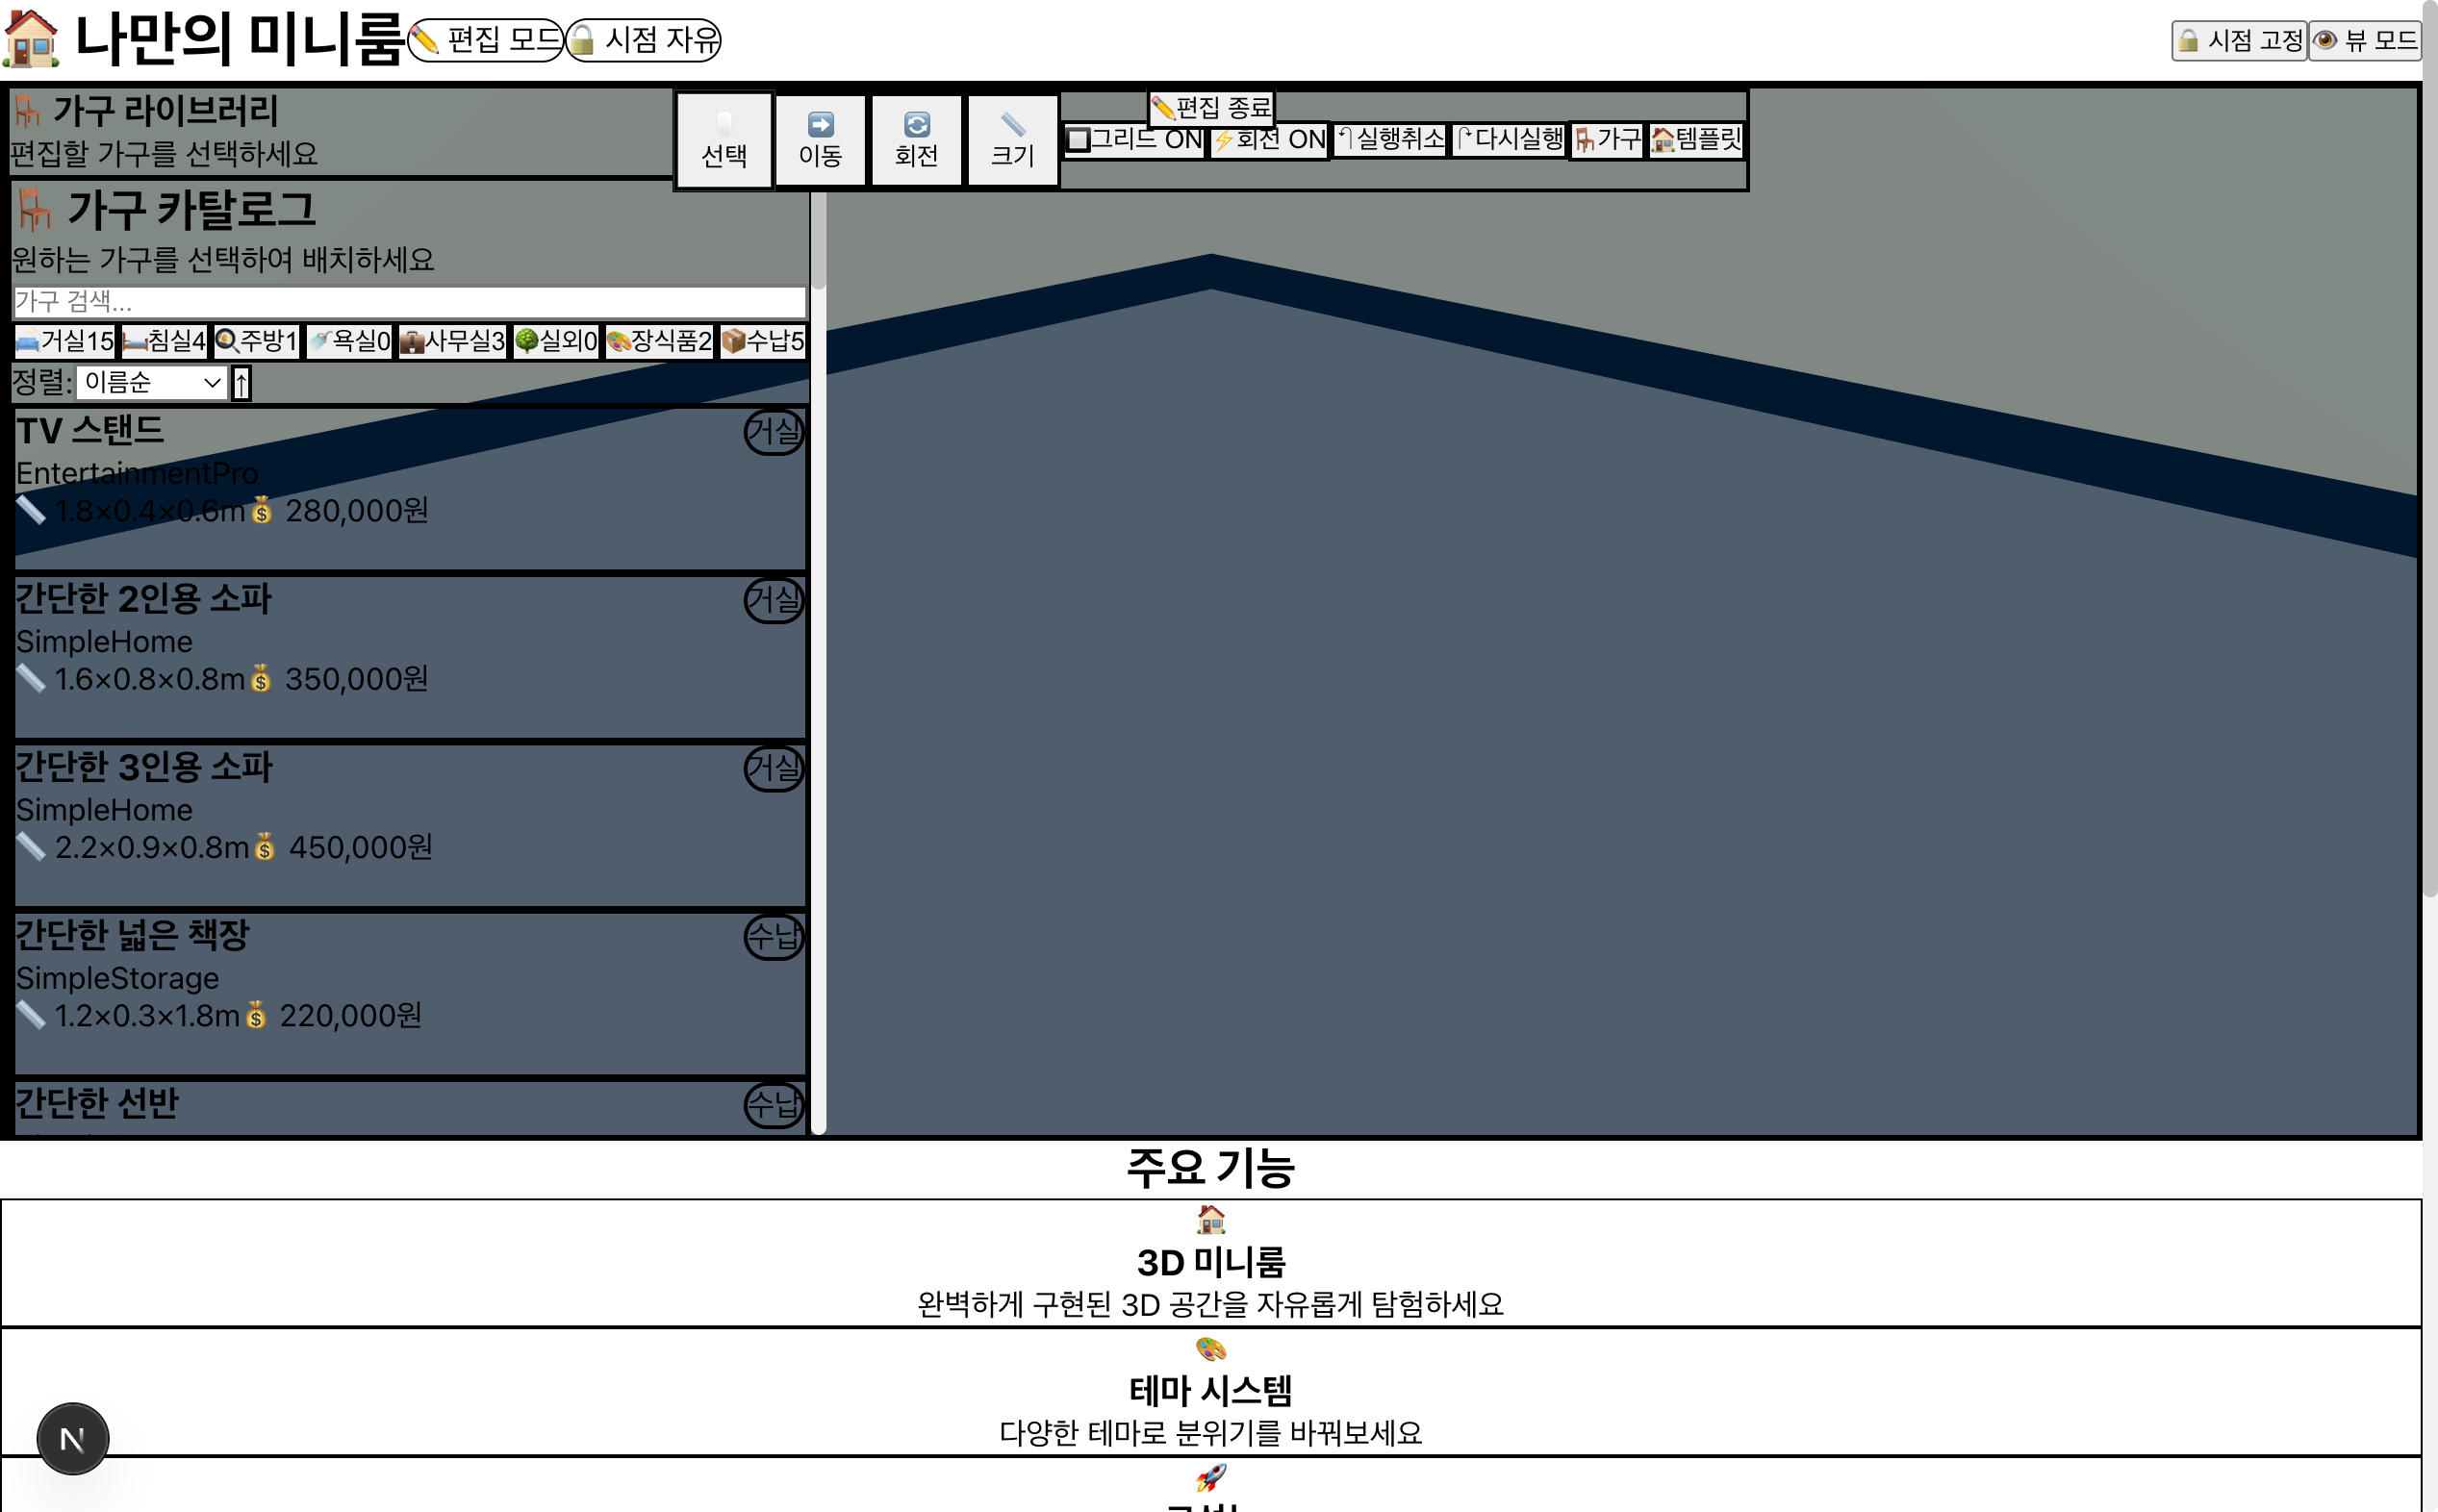 🏠 나만의 미니룸 ✏️ 편집 모드 🔓 시점 자유 🔓 시점 고정 👁️ 뷰 모드
🪑 가구 라이브러리
편집할 가구를 선택하세요
선택 ➡️ 이동 🔄 회전 📏 크기
✏️편집 종료
그리드 ON ⚡회전 ON 실행취소 다시실행 🪑가구 🏠템플릿
🪑 가구 카탈로그
원하는 가구를 선택하여 배치하세요
가구 검색...
🛋️거실15 🛏️침실4 🍳주방1 🚿욕실0 💼사무실3 🌳실외0 🎨장식품2 📦수납5
정렬: 이름순 ↑
TV 스탠드 거실
EntertainmentPro
📏 1.8×0.4×0.6m💰 280,000원
간단한 2인용 소파 거실
SimpleHome
📏 1.6×0.8×0.8m💰 350,000원
간단한 3인용 소파 거실
SimpleHome
📏 2.2×0.9×0.8m💰 450,000원
간단한 넓은 책장 수납
SimpleStorage
📏 1.2×0.3×1.8m💰 220,000원
간단한 선반 수납
주요 기능
🏠
3D 미니룸
완벽하게 구현된 3D 공간을 자유롭게 탐험하세요
🎨
테마 시스템
다양한 테마로 분위기를 바꿔보세요
🚀
N